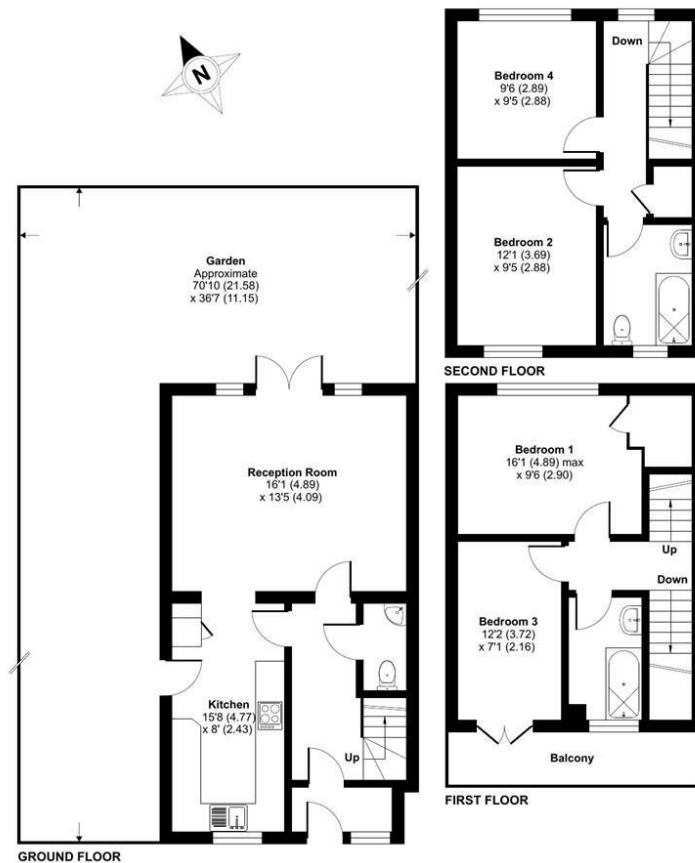 N
Garden
Approximate
70'10 (21.58)
x 36'7 (11.15)
Reception Room
16'1 (4.89)
x 13'5 (4.09)
Kitchen
15'8 (4.77)
x 8' (2.43)
Up
GROUND FLOOR
Down
Bedroom 4
9'6 (2.89)
x 9'5 (2.88)
Bedroom 2
12'1 (3.69)
x 9'5 (2.88)
SECOND FLOOR
Bedroom 1
16'1 (4.89) max
x 9'6 (2.90)
Up
Down
Bedroom 3
12'2 (3.72)
x 7'1 (2.16)
Balcony
FIRST FLOOR